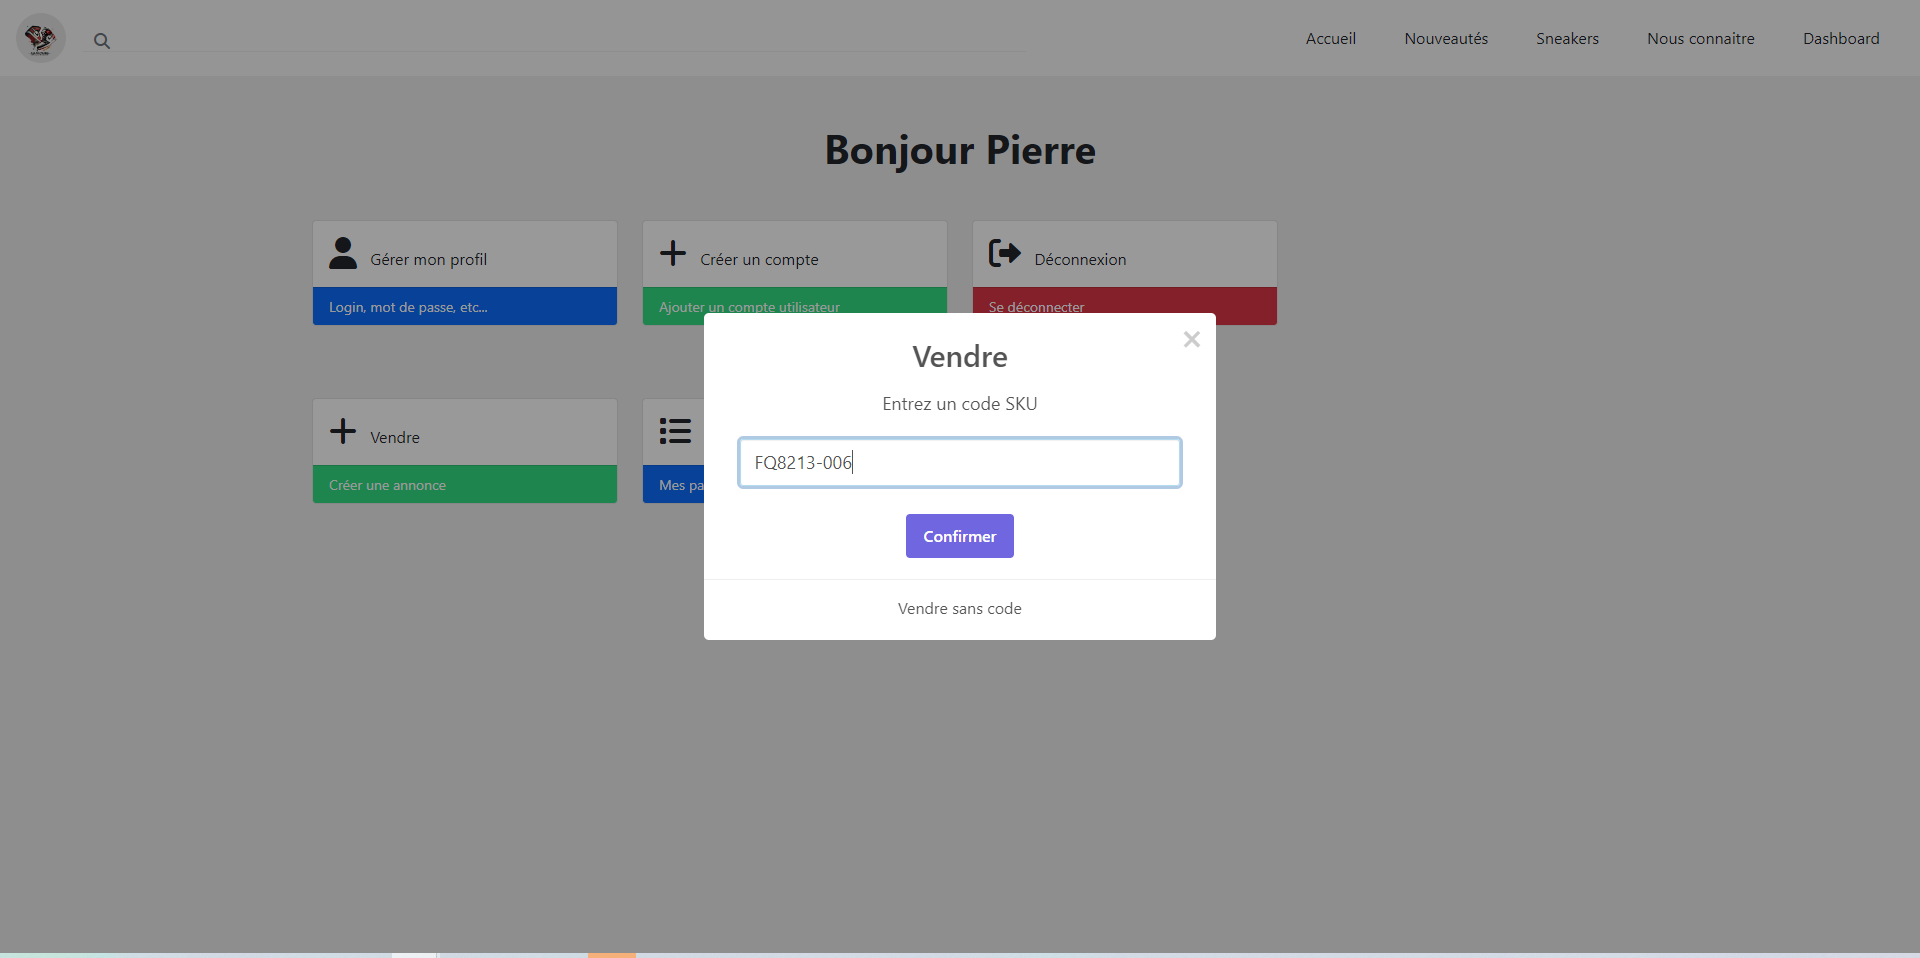 Accueil
Nouveautés
Sneakers
Nous connaitre
Dashboard
Bonjour Pierre
Gérer mon profil
Login, mot de passe, etc...
Créer un compte
Ajouter un compte utilisateur
Déconnexion
Se déconnecter
Vendre
Créer une annonce
Mes pa
Vendre
Entrez un code SKU
FQ8213-006
Confirmer
Vendre sans code